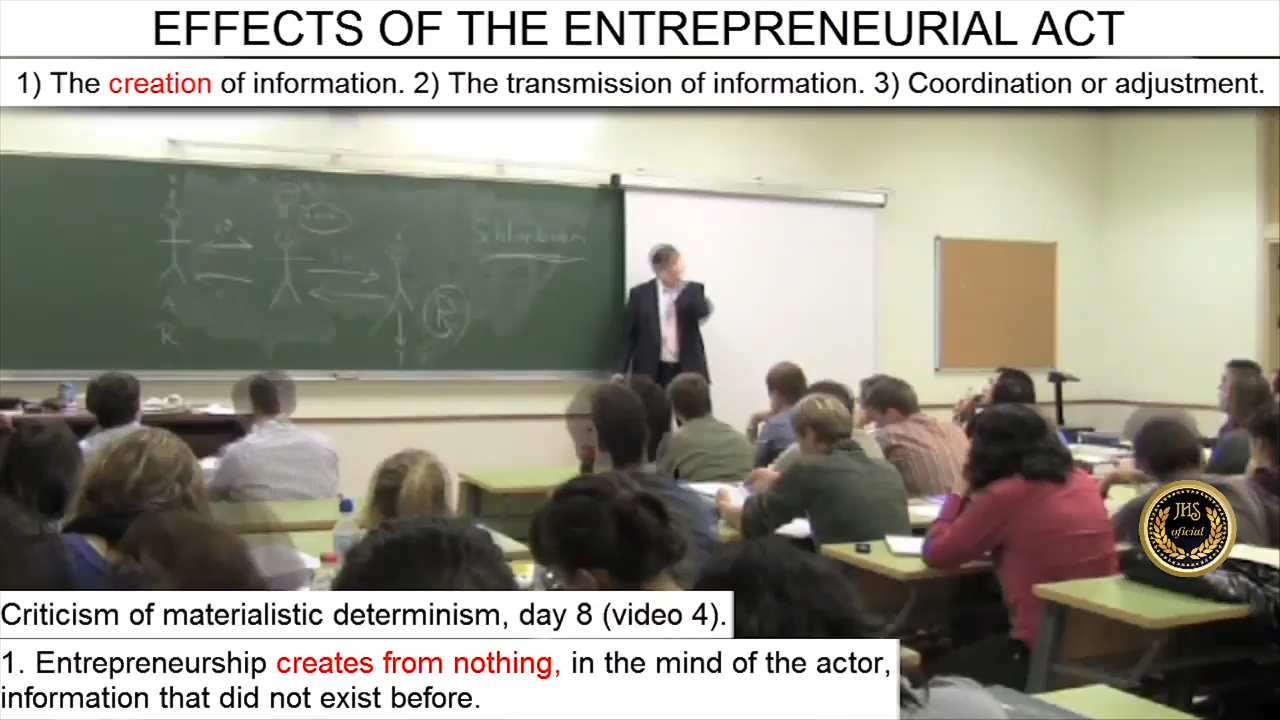 EFFECTS OF THE ENTREPRENEURIAL ACT
1) The creation of information. 2) The transmission of information. 3) Coordination or adjustment.
A
R
JHS
oficial
Criticism of materialistic determinism, day 8 (video 4).
1. Entrepreneurship creates from nothing, in the mind of the actor,
information that did not exist before.